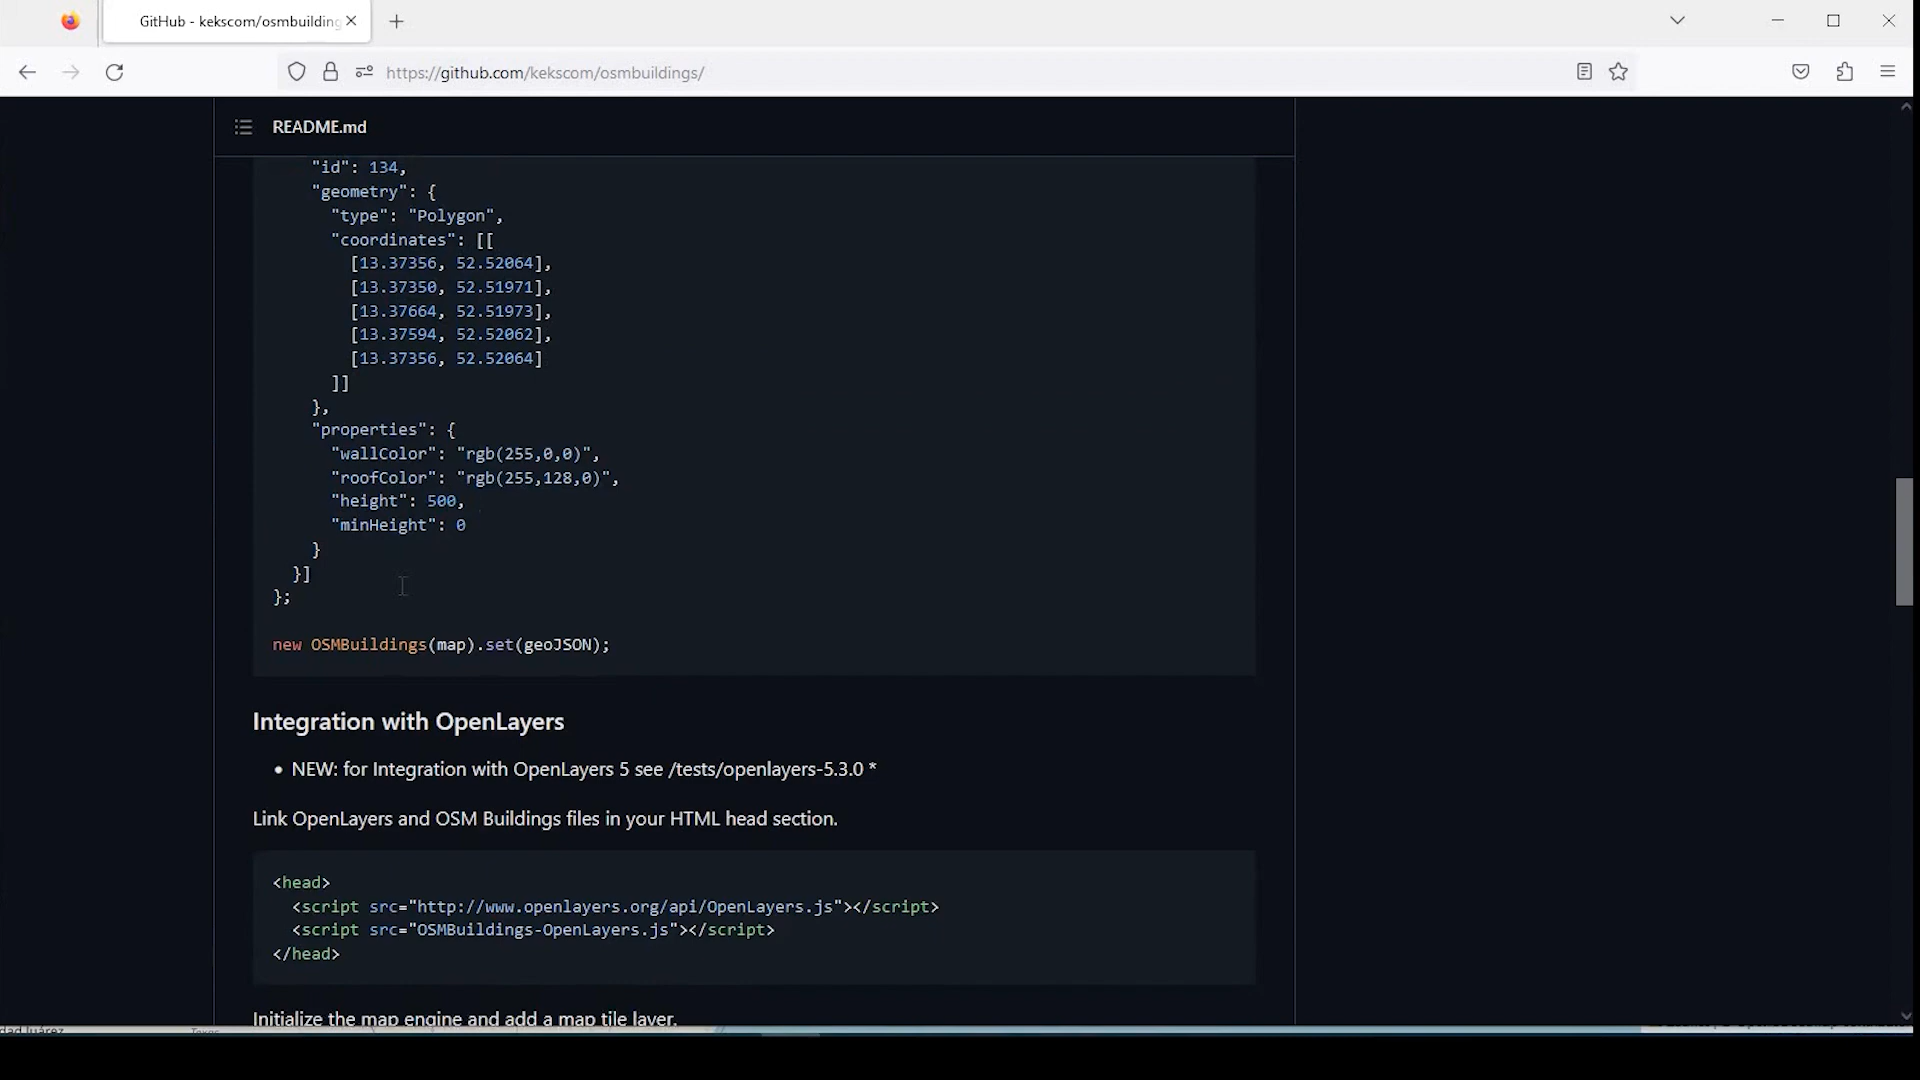 GitHub - kekscom/osmbuilding
https://github.com/kekscom/osmbuildings/
README.md
"id": 134,
"geometry": {
"type": "Polygon",
"coordinates": [[
[13.37356, 52.52064],
[13.37350, 52.51971],
[13.37664, 52.51973],
[13.37594, 52.52062],
[13.37356, 52.52064]
]]
},
"properties": {
"wallColor": "rgb(255,0,0)",
"roofColor": "rgb(255,128,0)",
"height": 500,
"minHeight": 0
}
}]
};
new OSMBuildings(map).set(geoJSON);
Integration with OpenLayers
• NEW: for Integration with OpenLayers 5 see /tests/openlayers-5.3.0 *
Link OpenLayers and OSM Buildings files in your HTML head section.
<head>
<script src="http://www.openlayers.org/api/OpenLayers.js"></script>
<script src="OSMBuildings-OpenLayers.js"></script>
</head>
Initialize the map engine and add a map tile layer.